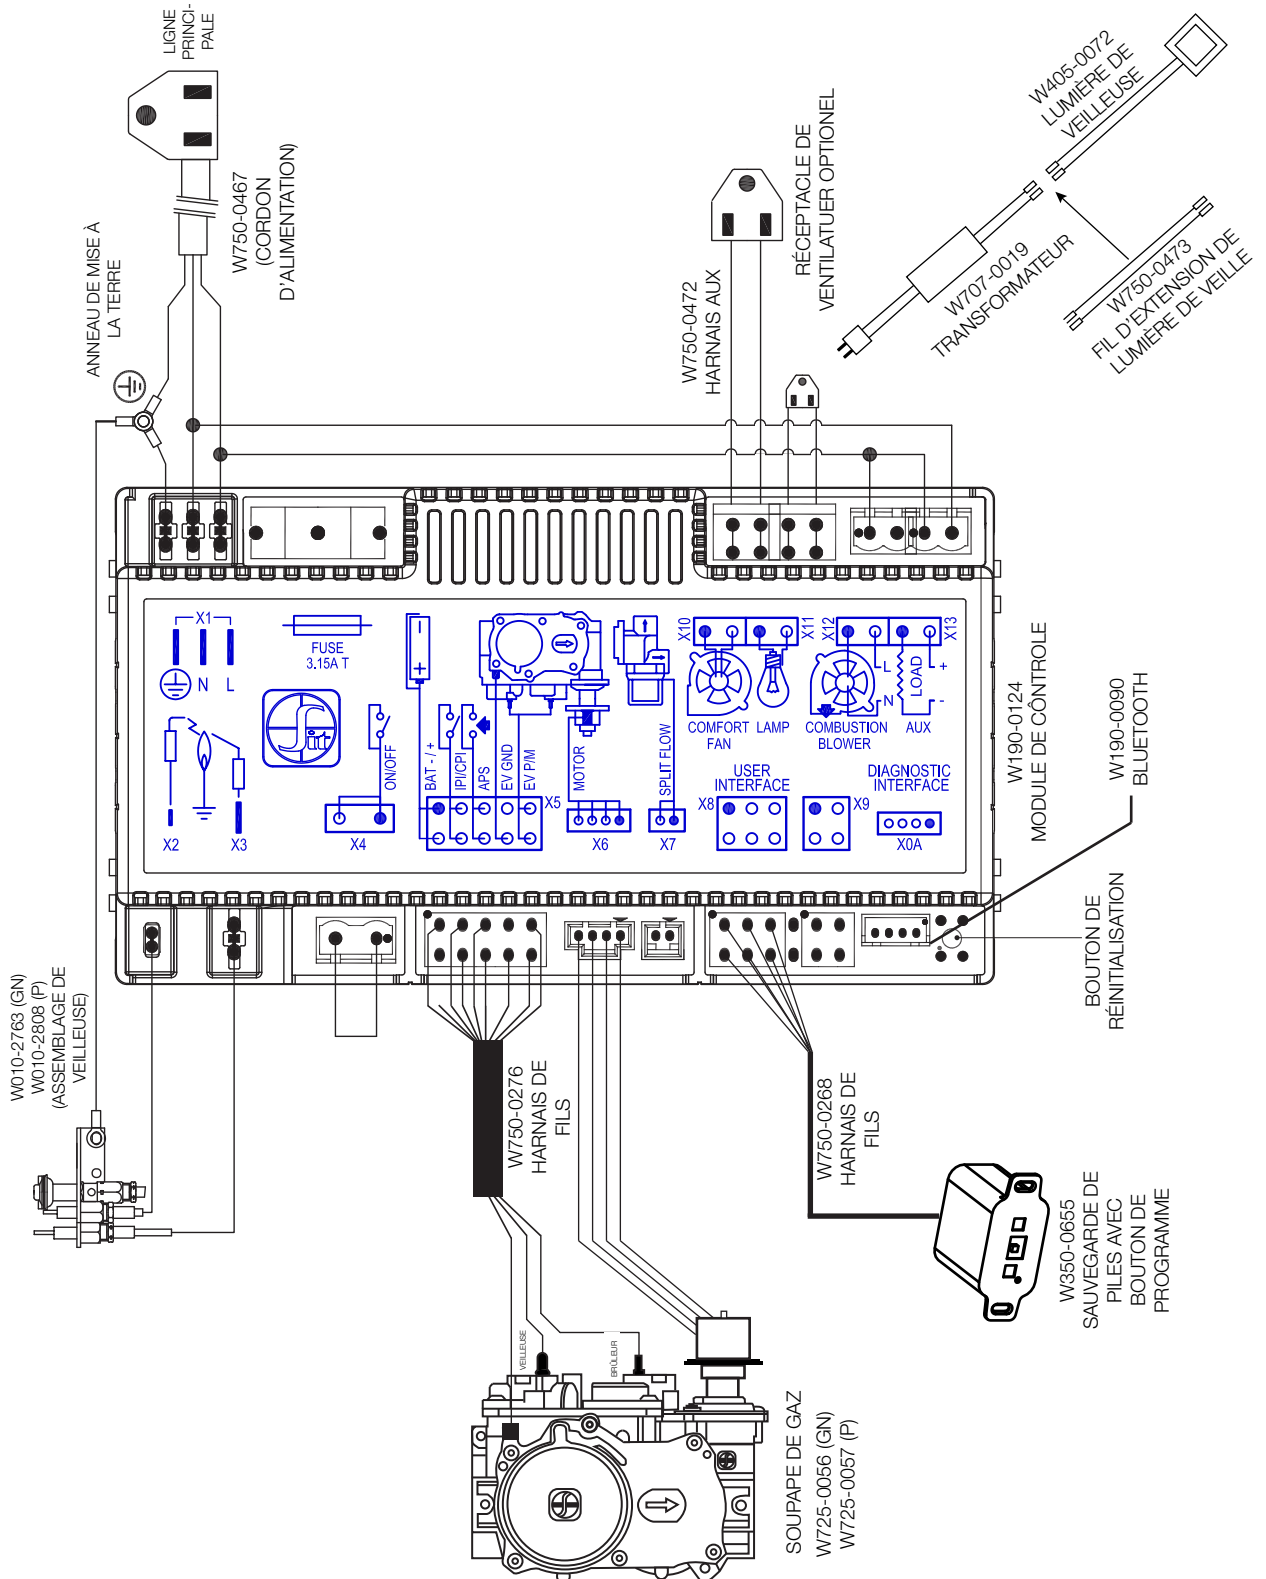 LIGNE
PRINCI-
PALE
W750-0467
(CORDON
D'ALIMENTATION)
ANNEAU DE MISE À
LA TERRE
W405-0072
LUMIÈRE DE
VEILLEUSE
RÉCEPTACLE DE
VENTILATUER OPTIONEL
W750-0472
HARNAIS AUX
W707-0019
TRANSFORMATEUR
W750-0473
FIL D'EXTENSION DE
LUMIÈRE DE VEILLE
X1
N
L
FUSE
3.15A T
Sit
X2
X3
ON/OFF
X4
BAT - / +
IPI/CPI
APS
EV GND
EV P/M
X5
MOTOR
X6
SPLIT FLOW
X7
X10
X11
X12
X13
COMFORT
FAN
LAMP
COMBUSTION
BLOWER
L
N
LOAD
+
-
AUX
USER
INTERFACE
X8
X9
DIAGNOSTIC
INTERFACE
X0A
W190-0124
MODULE DE CÔNTROLE
W190-0090
BLUETOOTH
BOUTON DE
RÉINITIALISATION
W010-2763 (GN)
W010-2808 (P)
(ASSEMBLAGE DE
VEILLEUSE)
W750-0276
HARNAIS DE
FILS
W750-0268
HARNAIS DE
FILS
W350-0655
SAUVEGARDE DE
PILES AVEC
BOUTON DE
PROGRAMME
VEILLEUSE
BRÛLEUR
SOUPAPE DE GAZ
W725-0056 (GN)
W725-0057 (P)